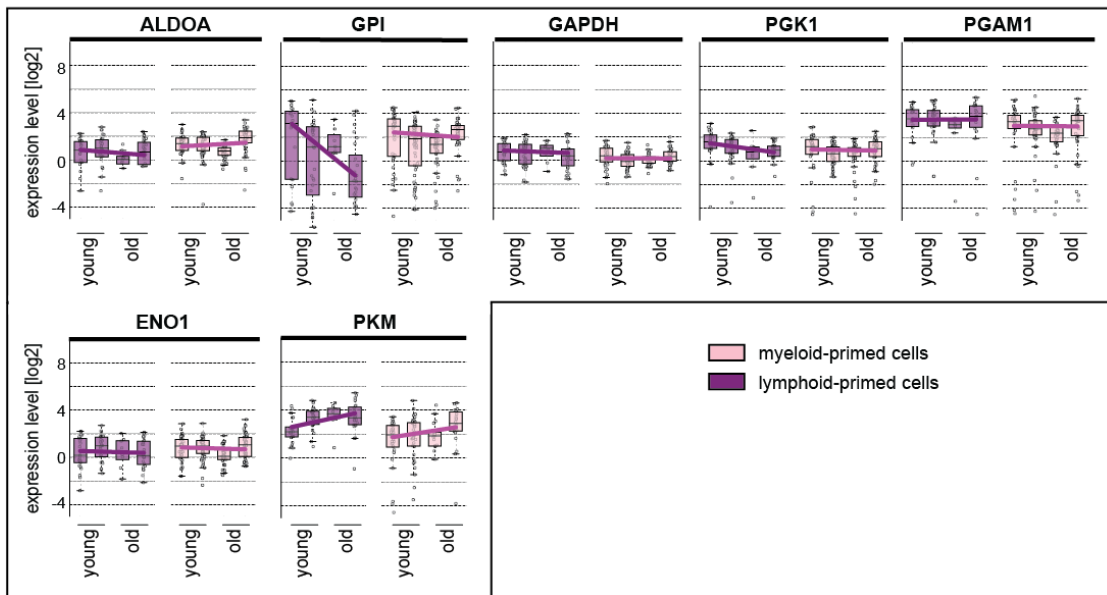 ALDOA GPI GAPDH PGK1 PGAM1
expression level [log2]
8
4
0
-4
young old young old young old young old young old young old young old young old young old young old
ENO1 PKM
expression level [log2]
8
4
0
-4
young old young old young old young old
myeloid-primed cells
lymphoid-primed cells